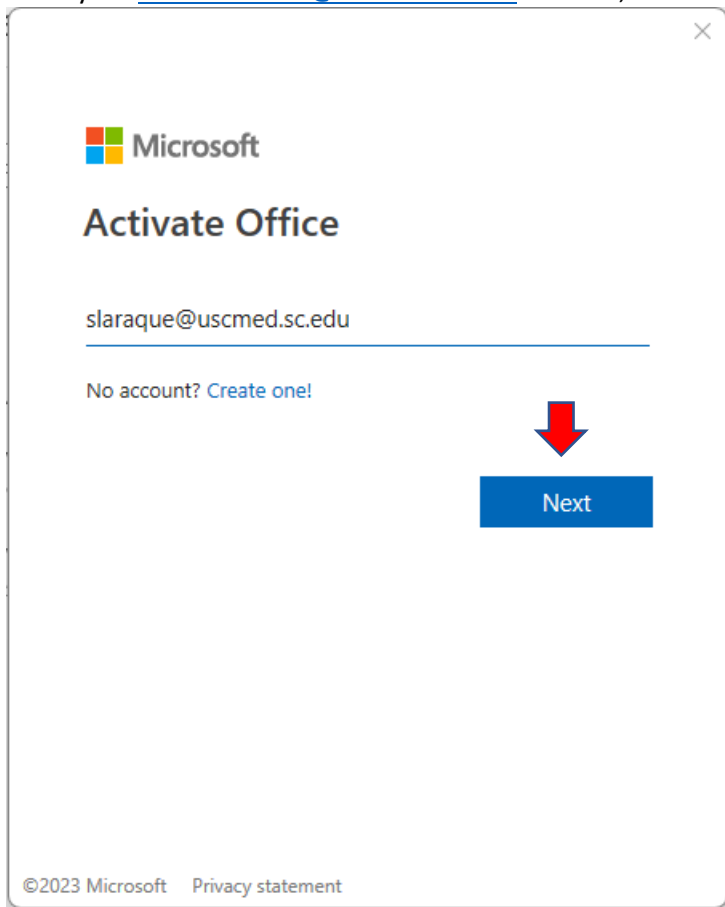 Microsoft
Activate Office
slaraque@uscmed.sc.edu
No account? Create one!
Next
©2023 Microsoft Privacy statement